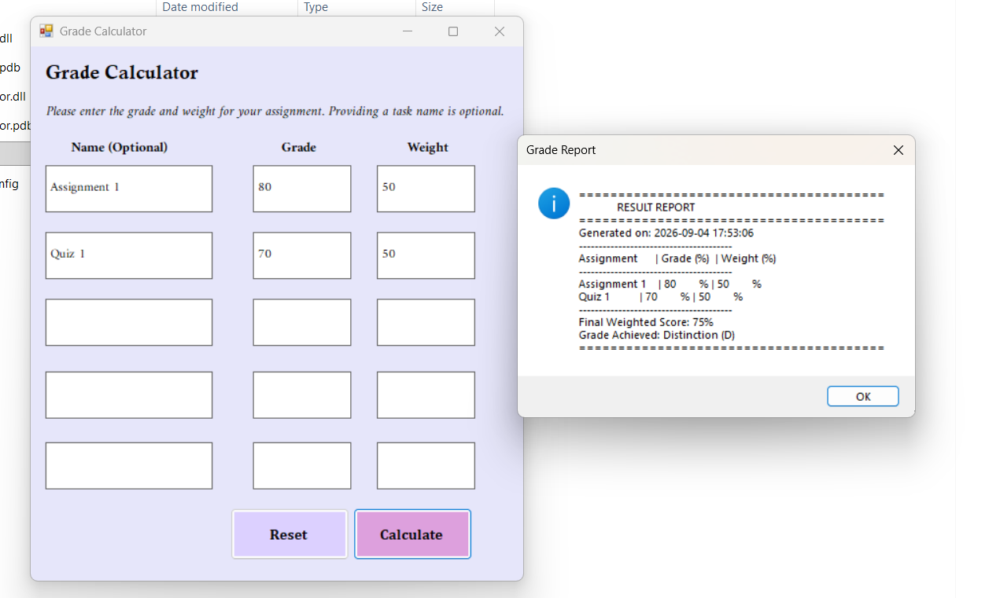 Date modified Type Size
dll
pdb
or.dll
or.pdb
nfig
Grade Calculator
Grade Calculator
Please enter the grade and weight for your assignment. Providing a task name is optional.
Name (Optional) Grade Weight
Assignment 1 80 50
Quiz 1 70 50
Reset Calculate
Grade Report
=======================================
RESULT REPORT
=======================================
Generated on: 2026-09-04 17:53:06
---------------------------------------
Assignment | Grade (%) | Weight (%)
---------------------------------------
Assignment 1 | 80 % | 50 %
Quiz 1 | 70 % | 50 %
---------------------------------------
Final Weighted Score: 75%
Grade Achieved: Distinction (D)
=======================================
OK